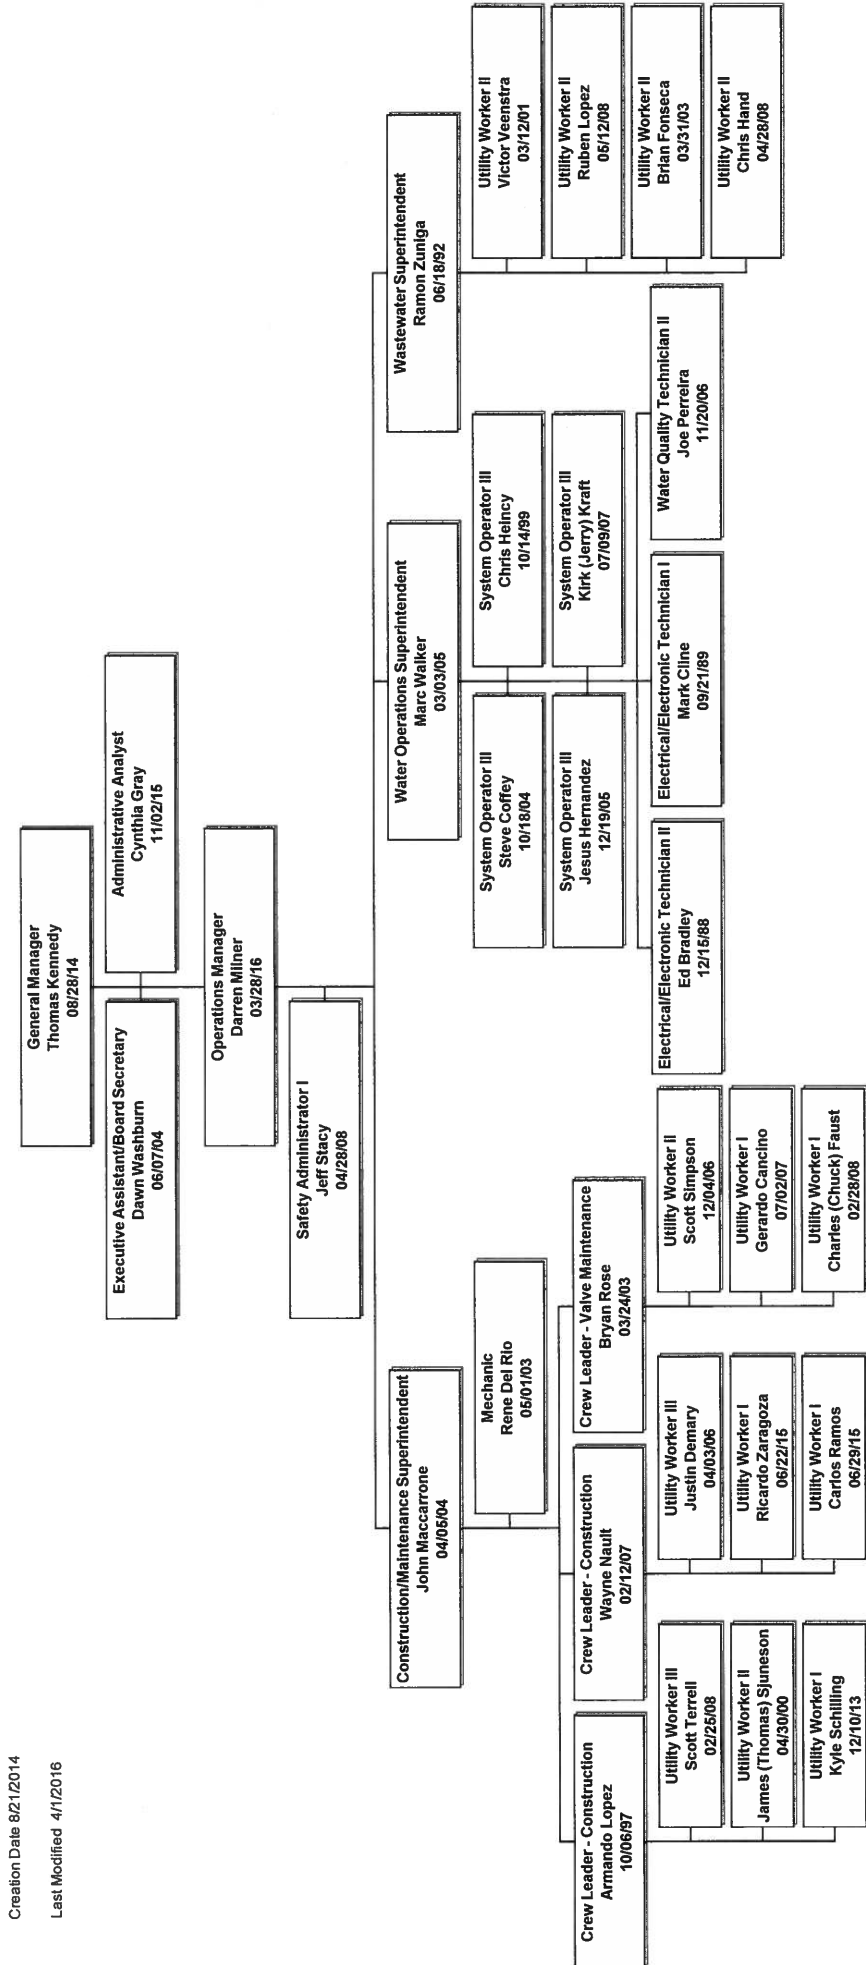 Creation Date 8/21/2014
Last Modified 4/1/2016
General Manager
Thomas Kennedy
08/28/14
Executive Assistant/Board Secretary
Dawn Washburn
06/07/04
Administrative Analyst
Cynthia Gray
11/02/15
Operations Manager
Darren Milner
03/28/16
Safety Administrator I
Jeff Stacy
04/28/08
Construction/Maintenance Superintendent
John Maccarrone
04/05/04
Water Operations Superintendent
Marc Walker
03/03/05
Wastewater Superintendent
Ramon Zuniga
06/18/92
Mechanic
Rene Del Rio
05/01/03
Crew Leader - Construction
Armando Lopez
10/06/97
Crew Leader - Construction
Wayne Nault
02/12/07
Crew Leader - Valve Maintenance
Bryan Rose
03/24/03
Utility Worker III
Scott Terrell
02/25/08
Utility Worker II
James (Thomas) Sjuneson
04/30/00
Utility Worker I
Kyle Schilling
12/10/13
Utility Worker III
Justin Demary
04/03/06
Utility Worker I
Ricardo Zaragoza
06/22/15
Utility Worker I
Carlos Ramos
06/29/15
Utility Worker II
Scott Simpson
12/04/06
Utility Worker I
Gerardo Cancino
07/02/07
Utility Worker I
Charles (Chuck) Faust
02/28/08
System Operator III
Steve Coffey
10/18/04
System Operator III
Chris Heincy
10/14/99
System Operator III
Jesus Hernandez
12/19/05
System Operator III
Kirk (Jerry) Kraft
07/09/07
Electrical/Electronic Technician II
Ed Bradley
12/15/88
Electrical/Electronic Technician I
Mark Cline
09/21/89
Water Quality Technician II
Joe Perreira
11/20/06
Utility Worker II
Victor Veenstra
03/12/01
Utility Worker II
Ruben Lopez
05/12/08
Utility Worker II
Brian Fonseca
03/31/03
Utility Worker II
Chris Hand
04/28/08